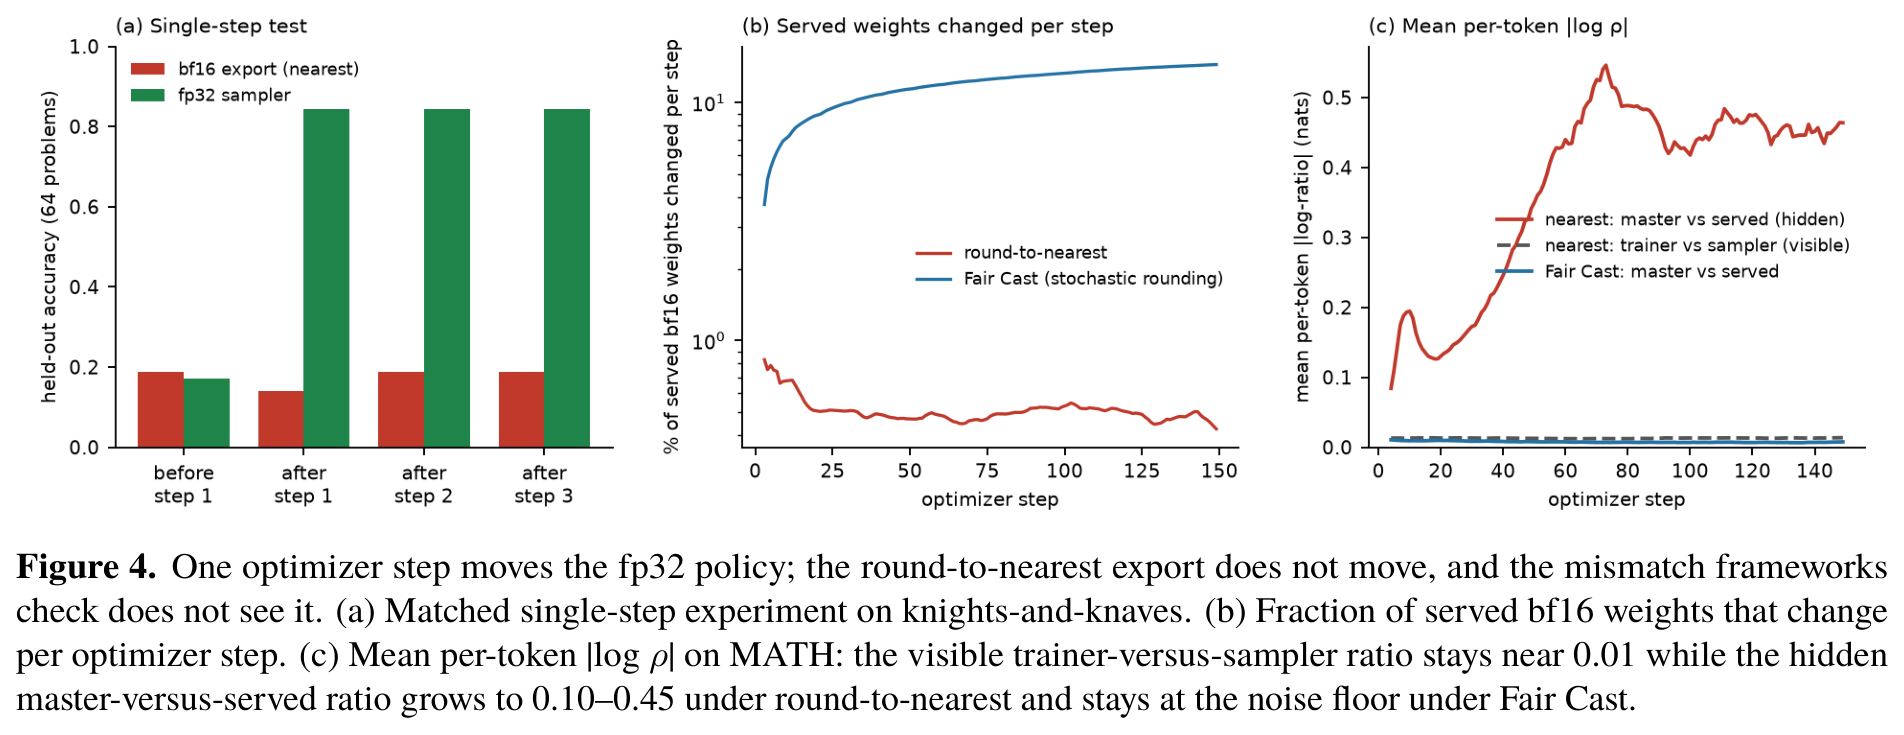 (a) Single-step test
held-out accuracy (64 problems)
1.0
0.8
0.6
0.4
0.2
0.0
bf16 export (nearest)
fp32 sampler
before
step 1
after
step 1
after
step 2
after
step 3
(b) Served weights changed per step
% of served bf16 weights changed per step
10¹
10⁰
round-to-nearest
Fair Cast (stochastic rounding)
0
25
50
75
100
125
150
optimizer step
(c) Mean per-token |log ρ|
mean per-token |log-ratio| (nats)
0.5
0.4
0.3
0.2
0.1
0.0
nearest: master vs served (hidden)
nearest: trainer vs sampler (visible)
Fair Cast: master vs served
0
20
40
60
80
100
120
140
optimizer step
Figure 4. One optimizer step moves the fp32 policy; the round-to-nearest export does not move, and the mismatch frameworks
check does not see it. (a) Matched single-step experiment on knights-and-knaves. (b) Fraction of served bf16 weights that change
per optimizer step. (c) Mean per-token |log ρ| on MATH: the visible trainer-versus-sampler ratio stays near 0.01 while the hidden
master-versus-served ratio grows to 0.10–0.45 under round-to-nearest and stays at the noise floor under Fair Cast.